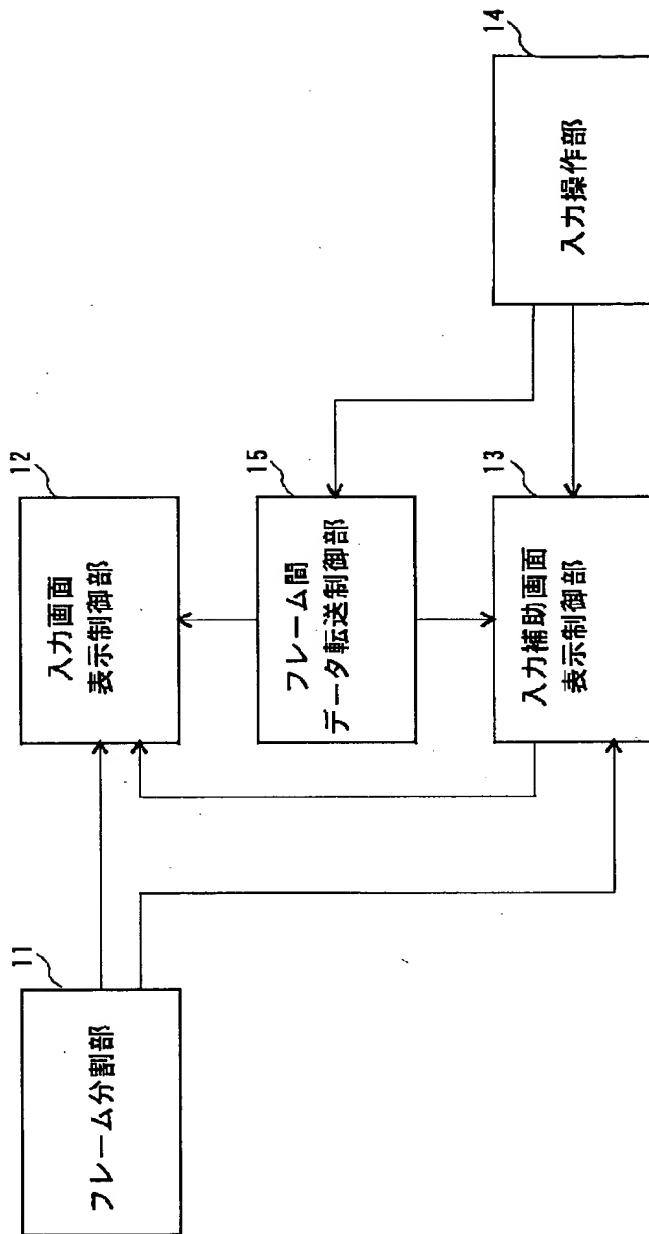 11
フレーム分割部
12
入力画面
表示制御部
15
フレーム間
データ転送制御部
13
入力補助画面
表示制御部
14
入力操作部